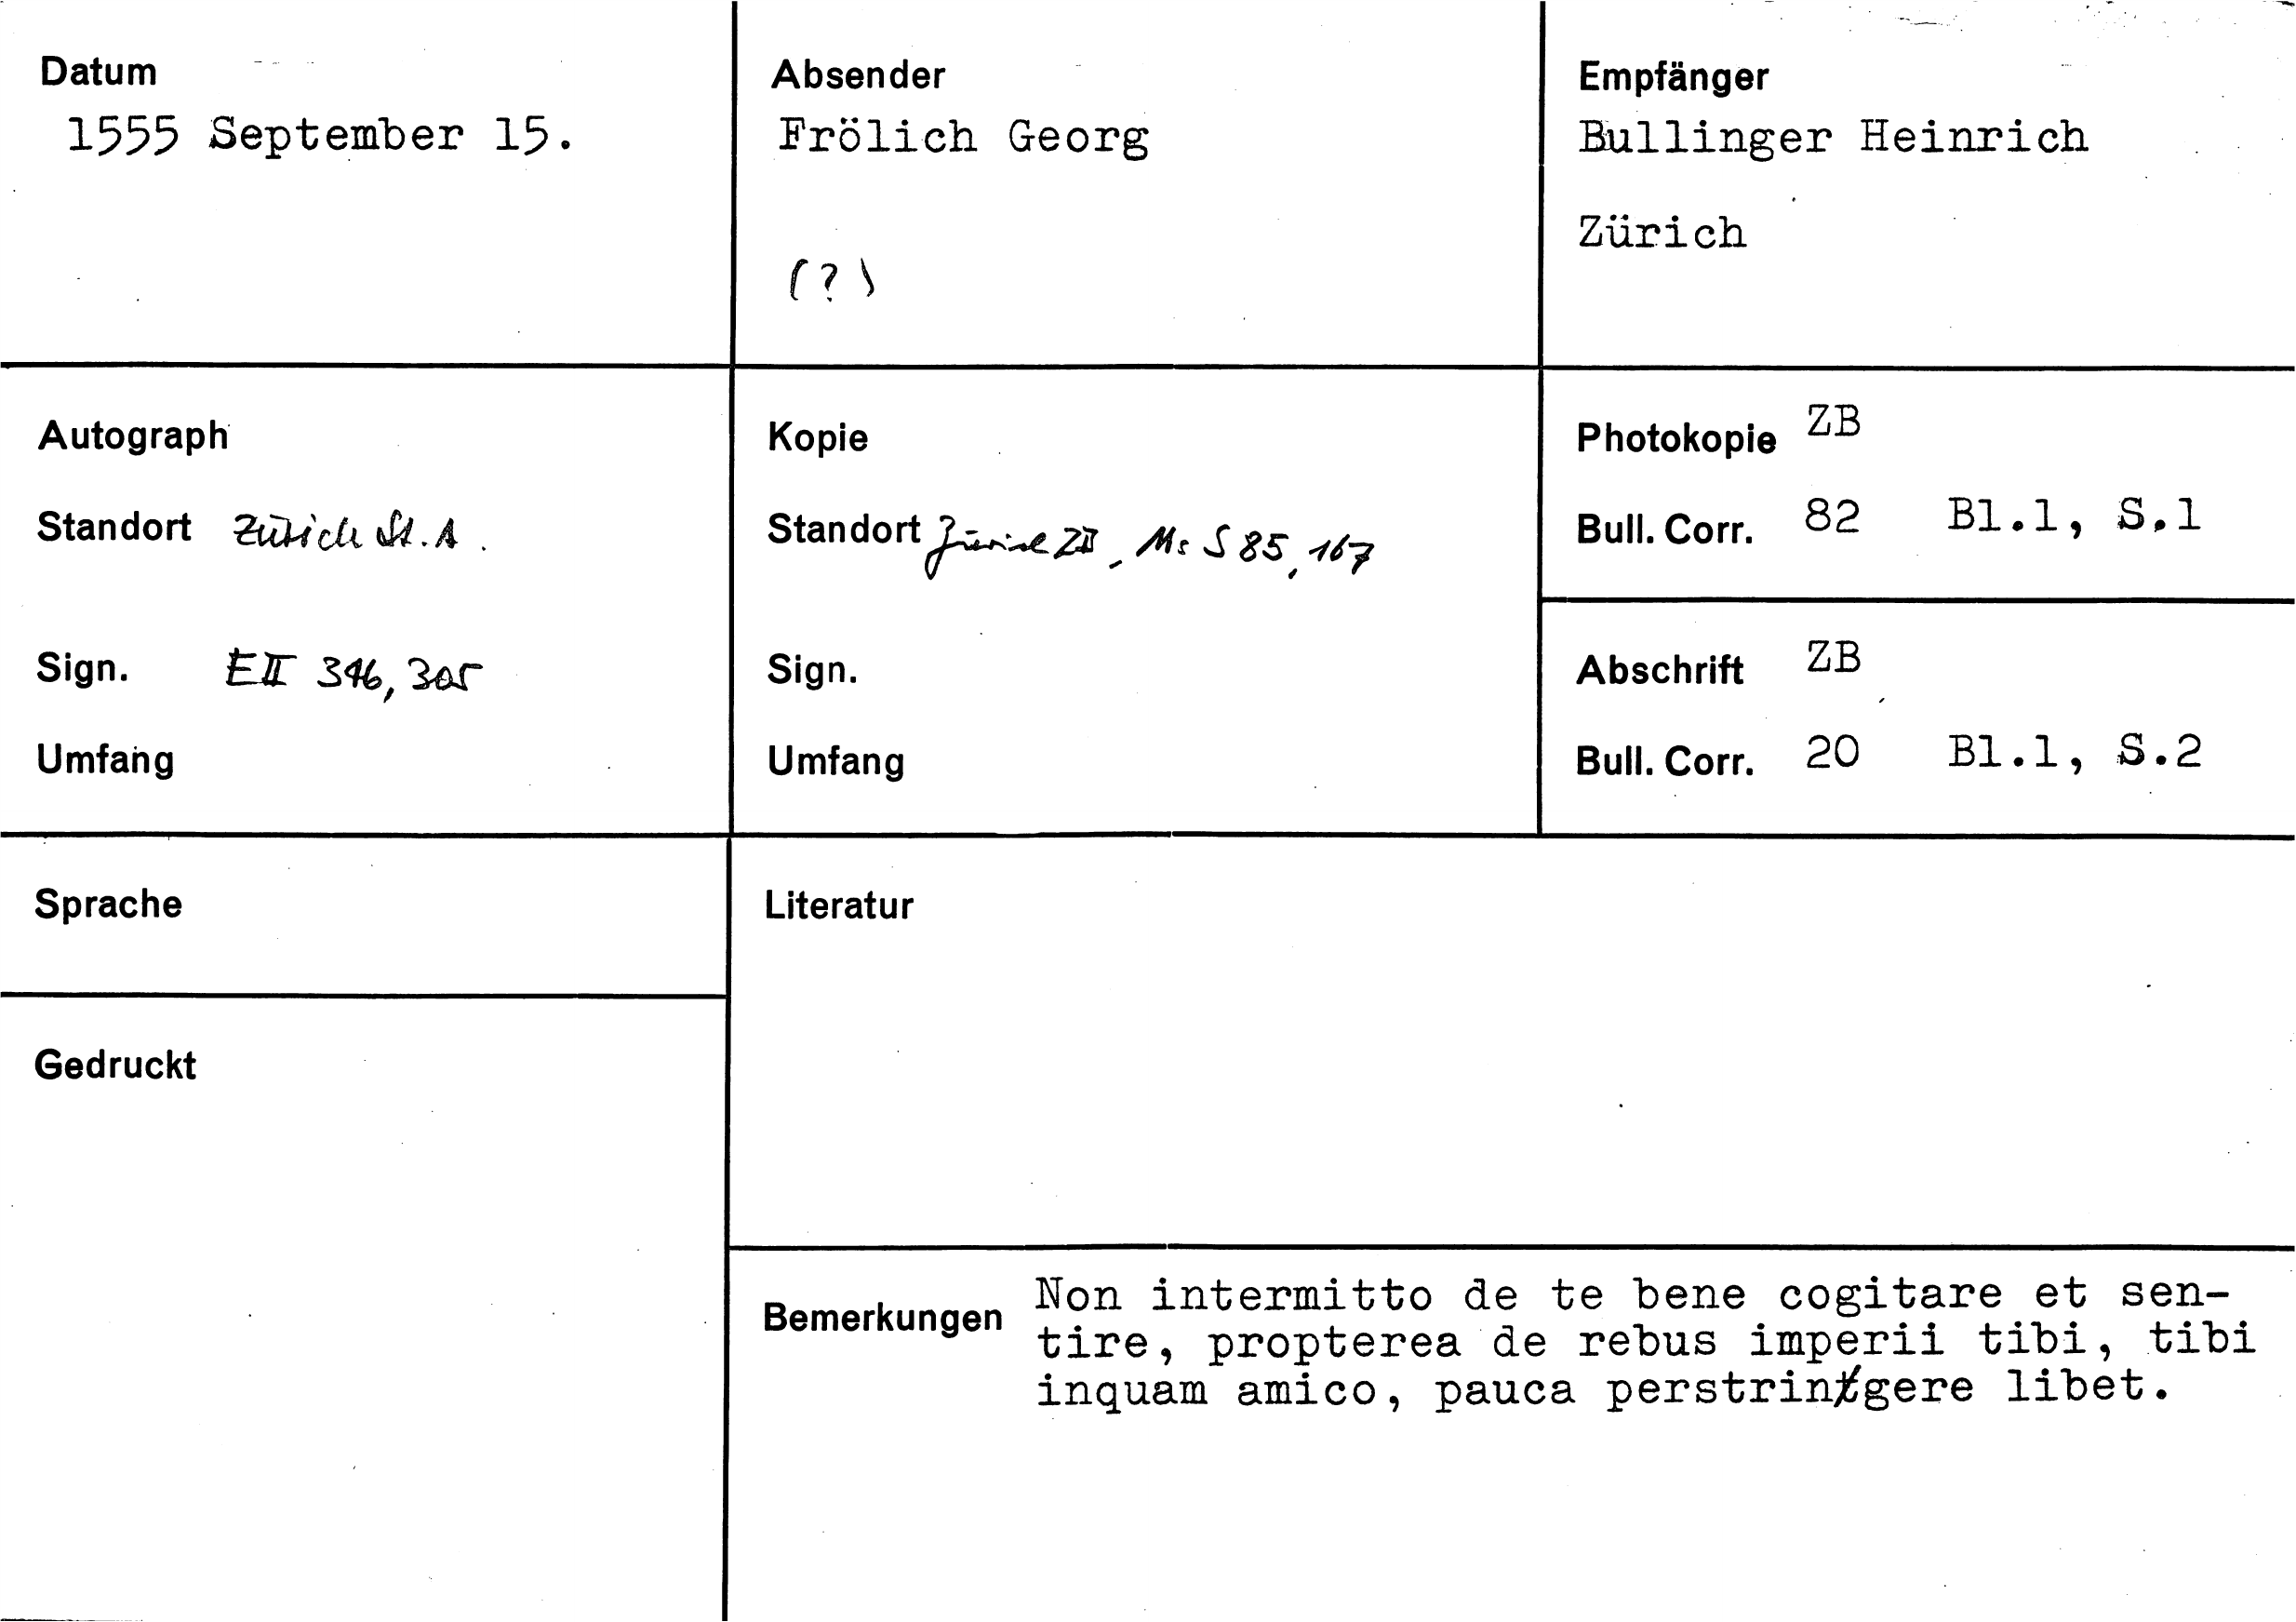 Datum
1555 September 15.
Absender
Frölich Georg
(?)
Empfänger
Bullinger Heinrich
Zürich
Autograph
Standort Zürich St.A.
Sign. E II 346, 305
Umfang
Kopie
Standort Zürich ZB, Ms S 85, 167
Sign.
Umfang
Photokopie ZB
Bull. Corr. 82 Bl.1, S.1
Abschrift ZB
Bull. Corr. 20 Bl.1, S.2
Sprache
Gedruckt
Literatur
Bemerkungen Non intermitto de te bene cogitare et sen-
tire, propterea de rebus imperii tibi, tibi
inquam amico, pauca perstringere libet.